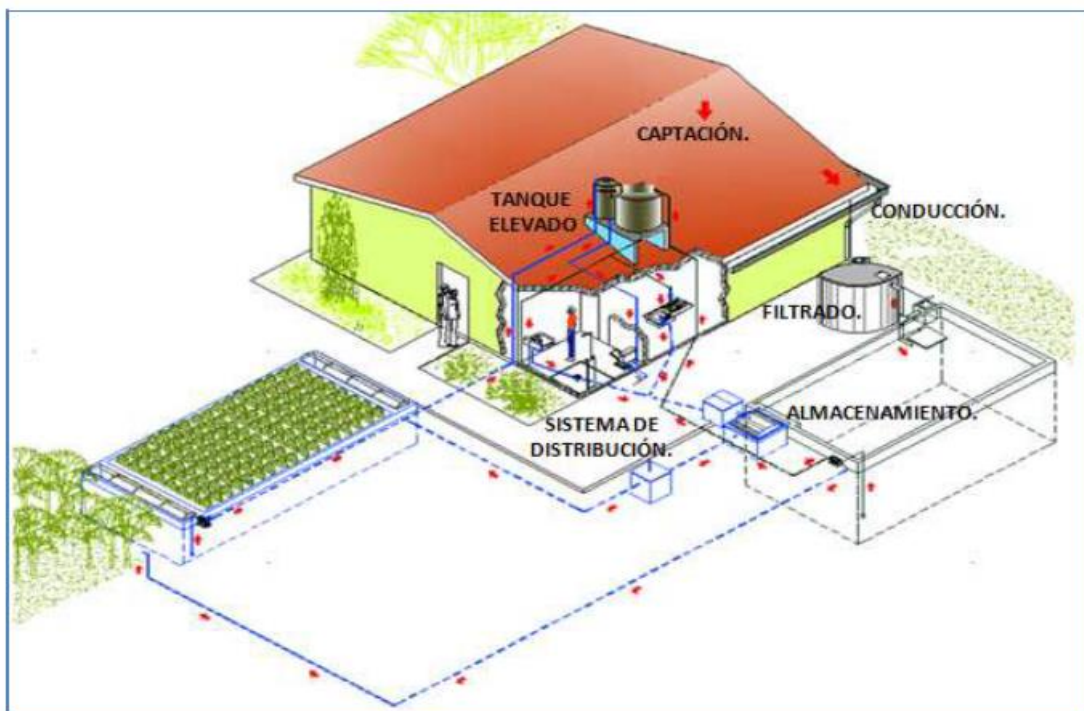 CAPTACIÓN.
TANQUE
ELEVADO
CONDUCCIÓN.
FILTRADO.
ALMACENAMIENTO.
SISTEMA DE
DISTRIBUCIÓN.